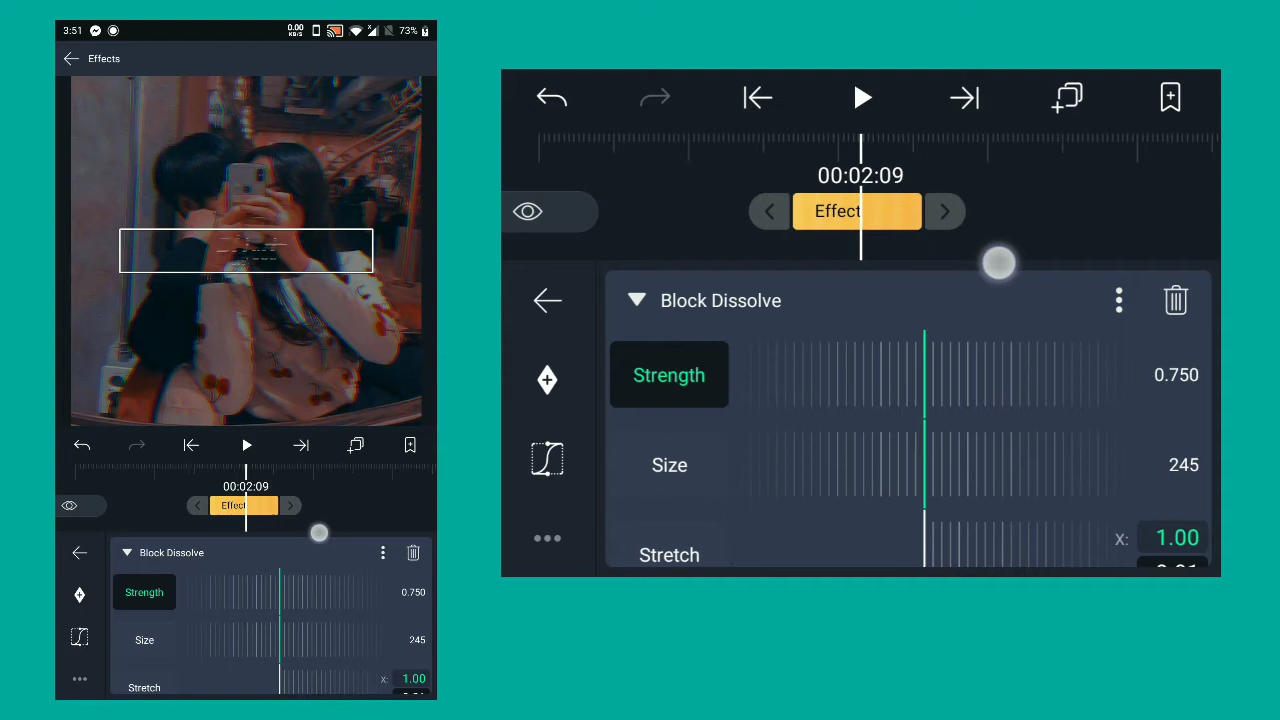 3:51
0.00
KB/S
X
73%
Effects
00:02:09
Effect
Block Dissolve
Strength
0.750
Size
245
Stretch
X:
1.00
00:02:09
Effect
Block Dissolve
Strength
0.750
Size
245
Stretch
X:
1.00